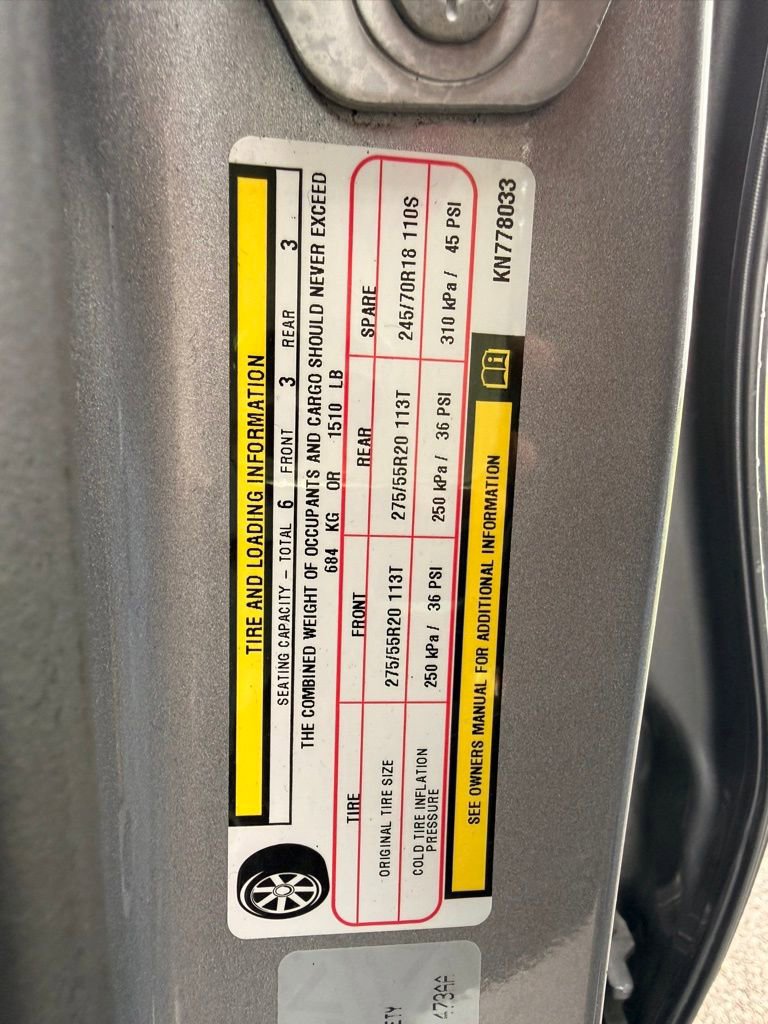 TIRE AND LOADING INFORMATION
SEATING CAPACITY – TOTAL 6 FRONT 3 REAR 3
THE COMBINED WEIGHT OF OCCUPANTS AND CARGO SHOULD NEVER EXCEED
684 KG OR 1510 LB
TIRE FRONT REAR SPARE
ORIGINAL TIRE SIZE 275/55R20 113T 275/55R20 113T 245/70R18 110S
COLD TIRE INFLATION PRESSURE 250 kPa / 36 PSI 250 kPa / 36 PSI 310 kPa / 45 PSI
SEE OWNERS MANUAL FOR ADDITIONAL INFORMATION
KN778033